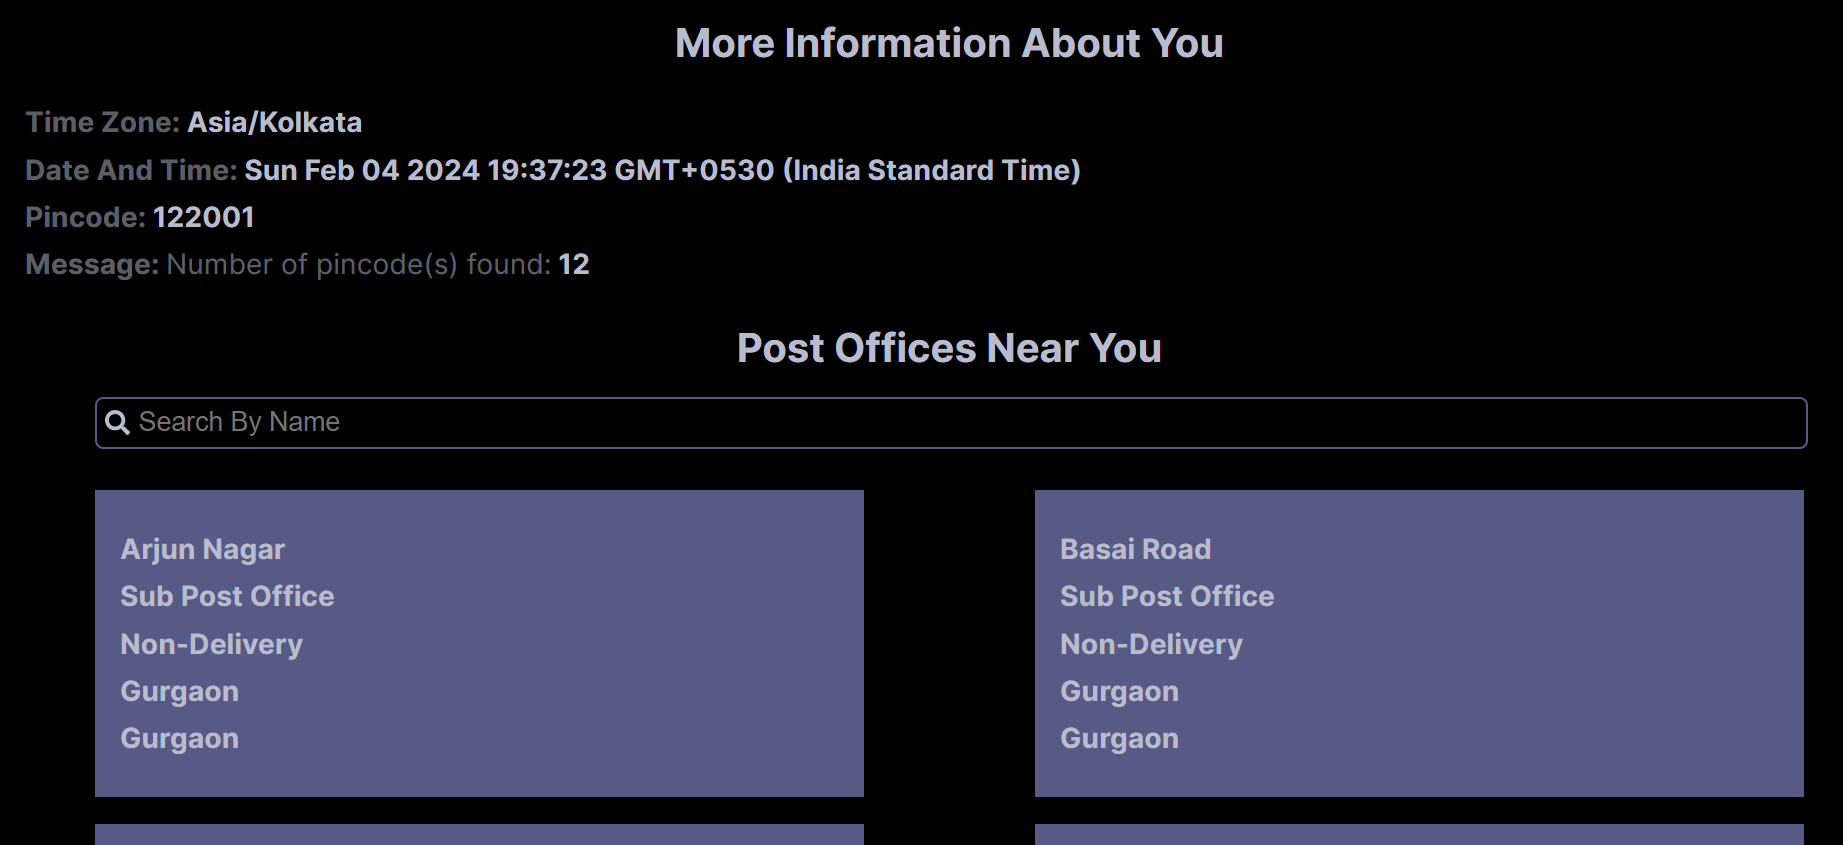 More Information About You
Time Zone: Asia/Kolkata
Date And Time: Sun Feb 04 2024 19:37:23 GMT+0530 (India Standard Time)
Pincode: 122001
Message: Number of pincode(s) found: 12
Post Offices Near You
Search By Name
Arjun Nagar
Sub Post Office
Non-Delivery
Gurgaon
Gurgaon
Basai Road
Sub Post Office
Non-Delivery
Gurgaon
Gurgaon